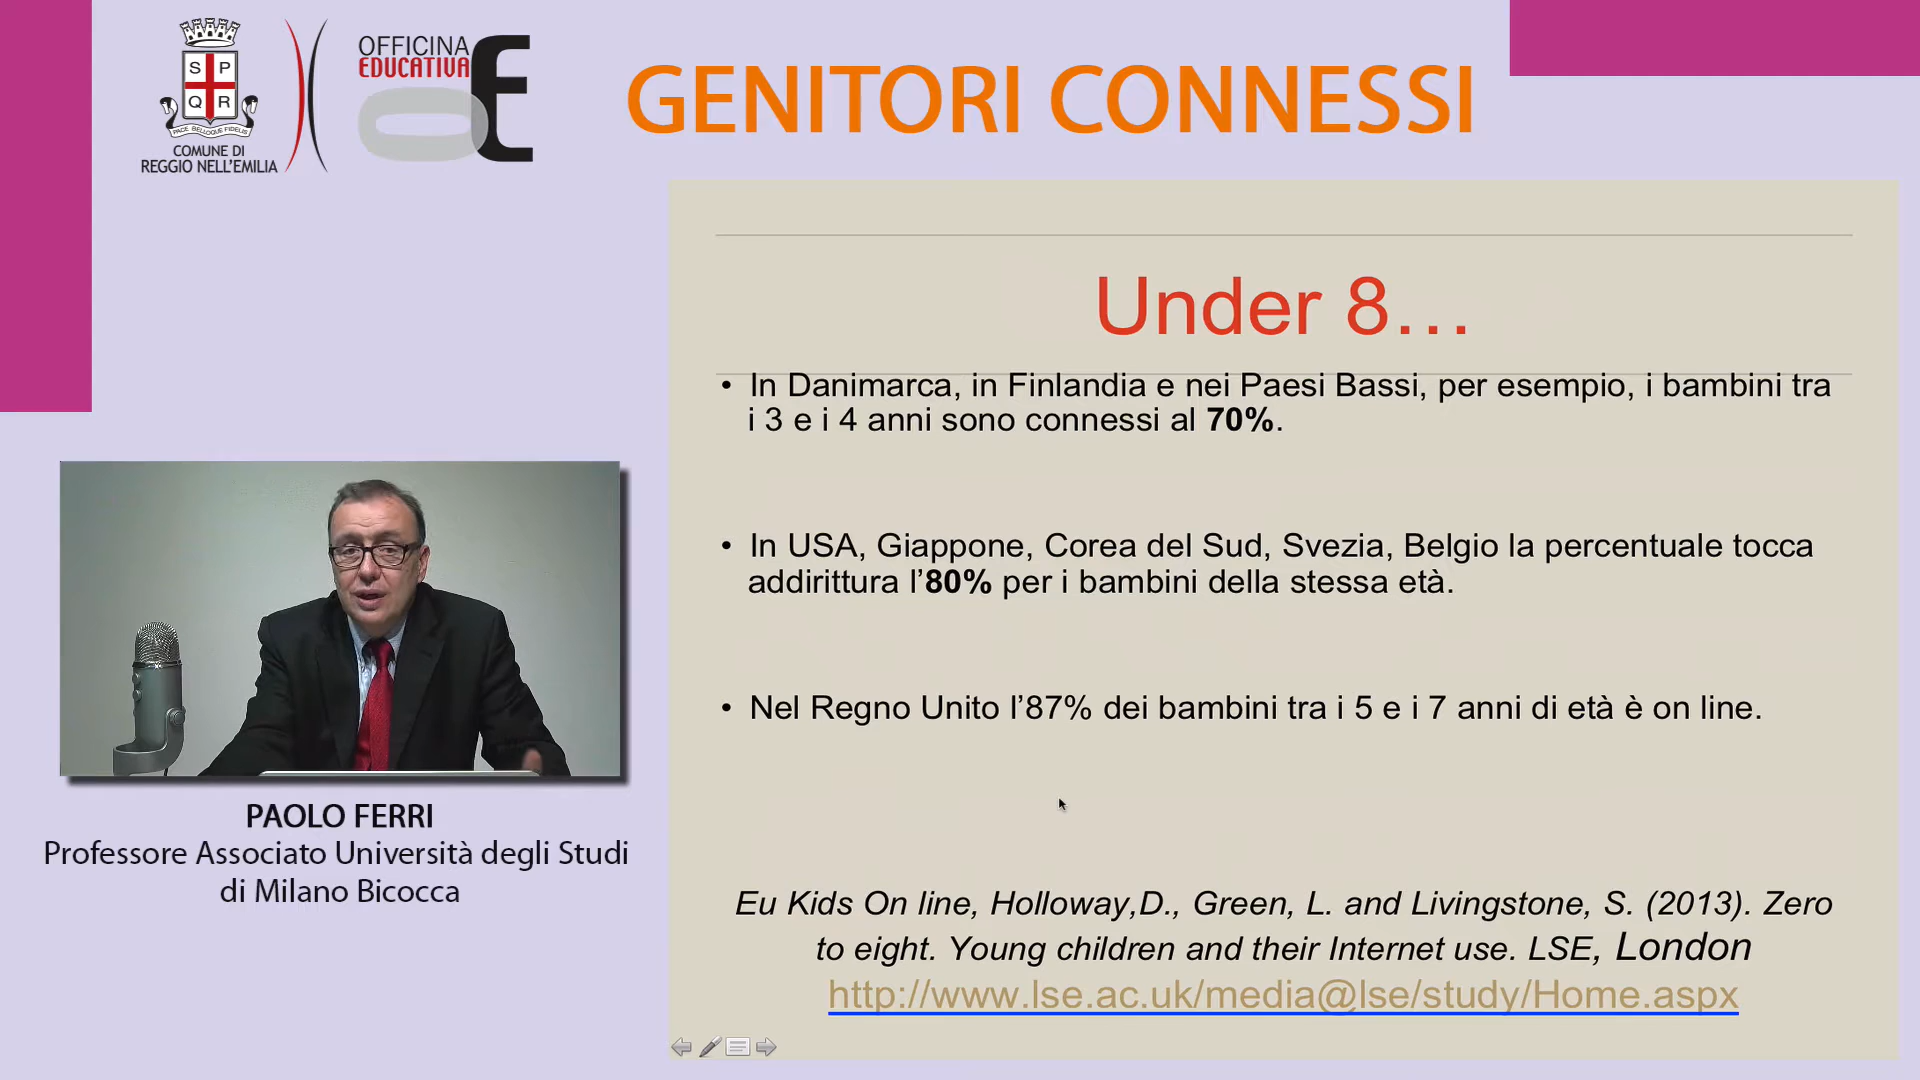 S P
Q R
PACE BELLOQUE FIDELIS
COMUNE DI
REGGIO NELL'EMILIA
OFFICINA
EDUCATIVA
OE
GENITORI CONNESSI
Under 8…
• In Danimarca, in Finlandia e nei Paesi Bassi, per esempio, i bambini tra
i 3 e i 4 anni sono connessi al 70%.
• In USA, Giappone, Corea del Sud, Svezia, Belgio la percentuale tocca
addirittura l’80% per i bambini della stessa età.
• Nel Regno Unito l’87% dei bambini tra i 5 e i 7 anni di età è on line.
Eu Kids On line, Holloway,D., Green, L. and Livingstone, S. (2013). Zero
to eight. Young children and their Internet use. LSE, London
http://www.lse.ac.uk/media@lse/study/Home.aspx
PAOLO FERRI
Professore Associato Università degli Studi
di Milano Bicocca